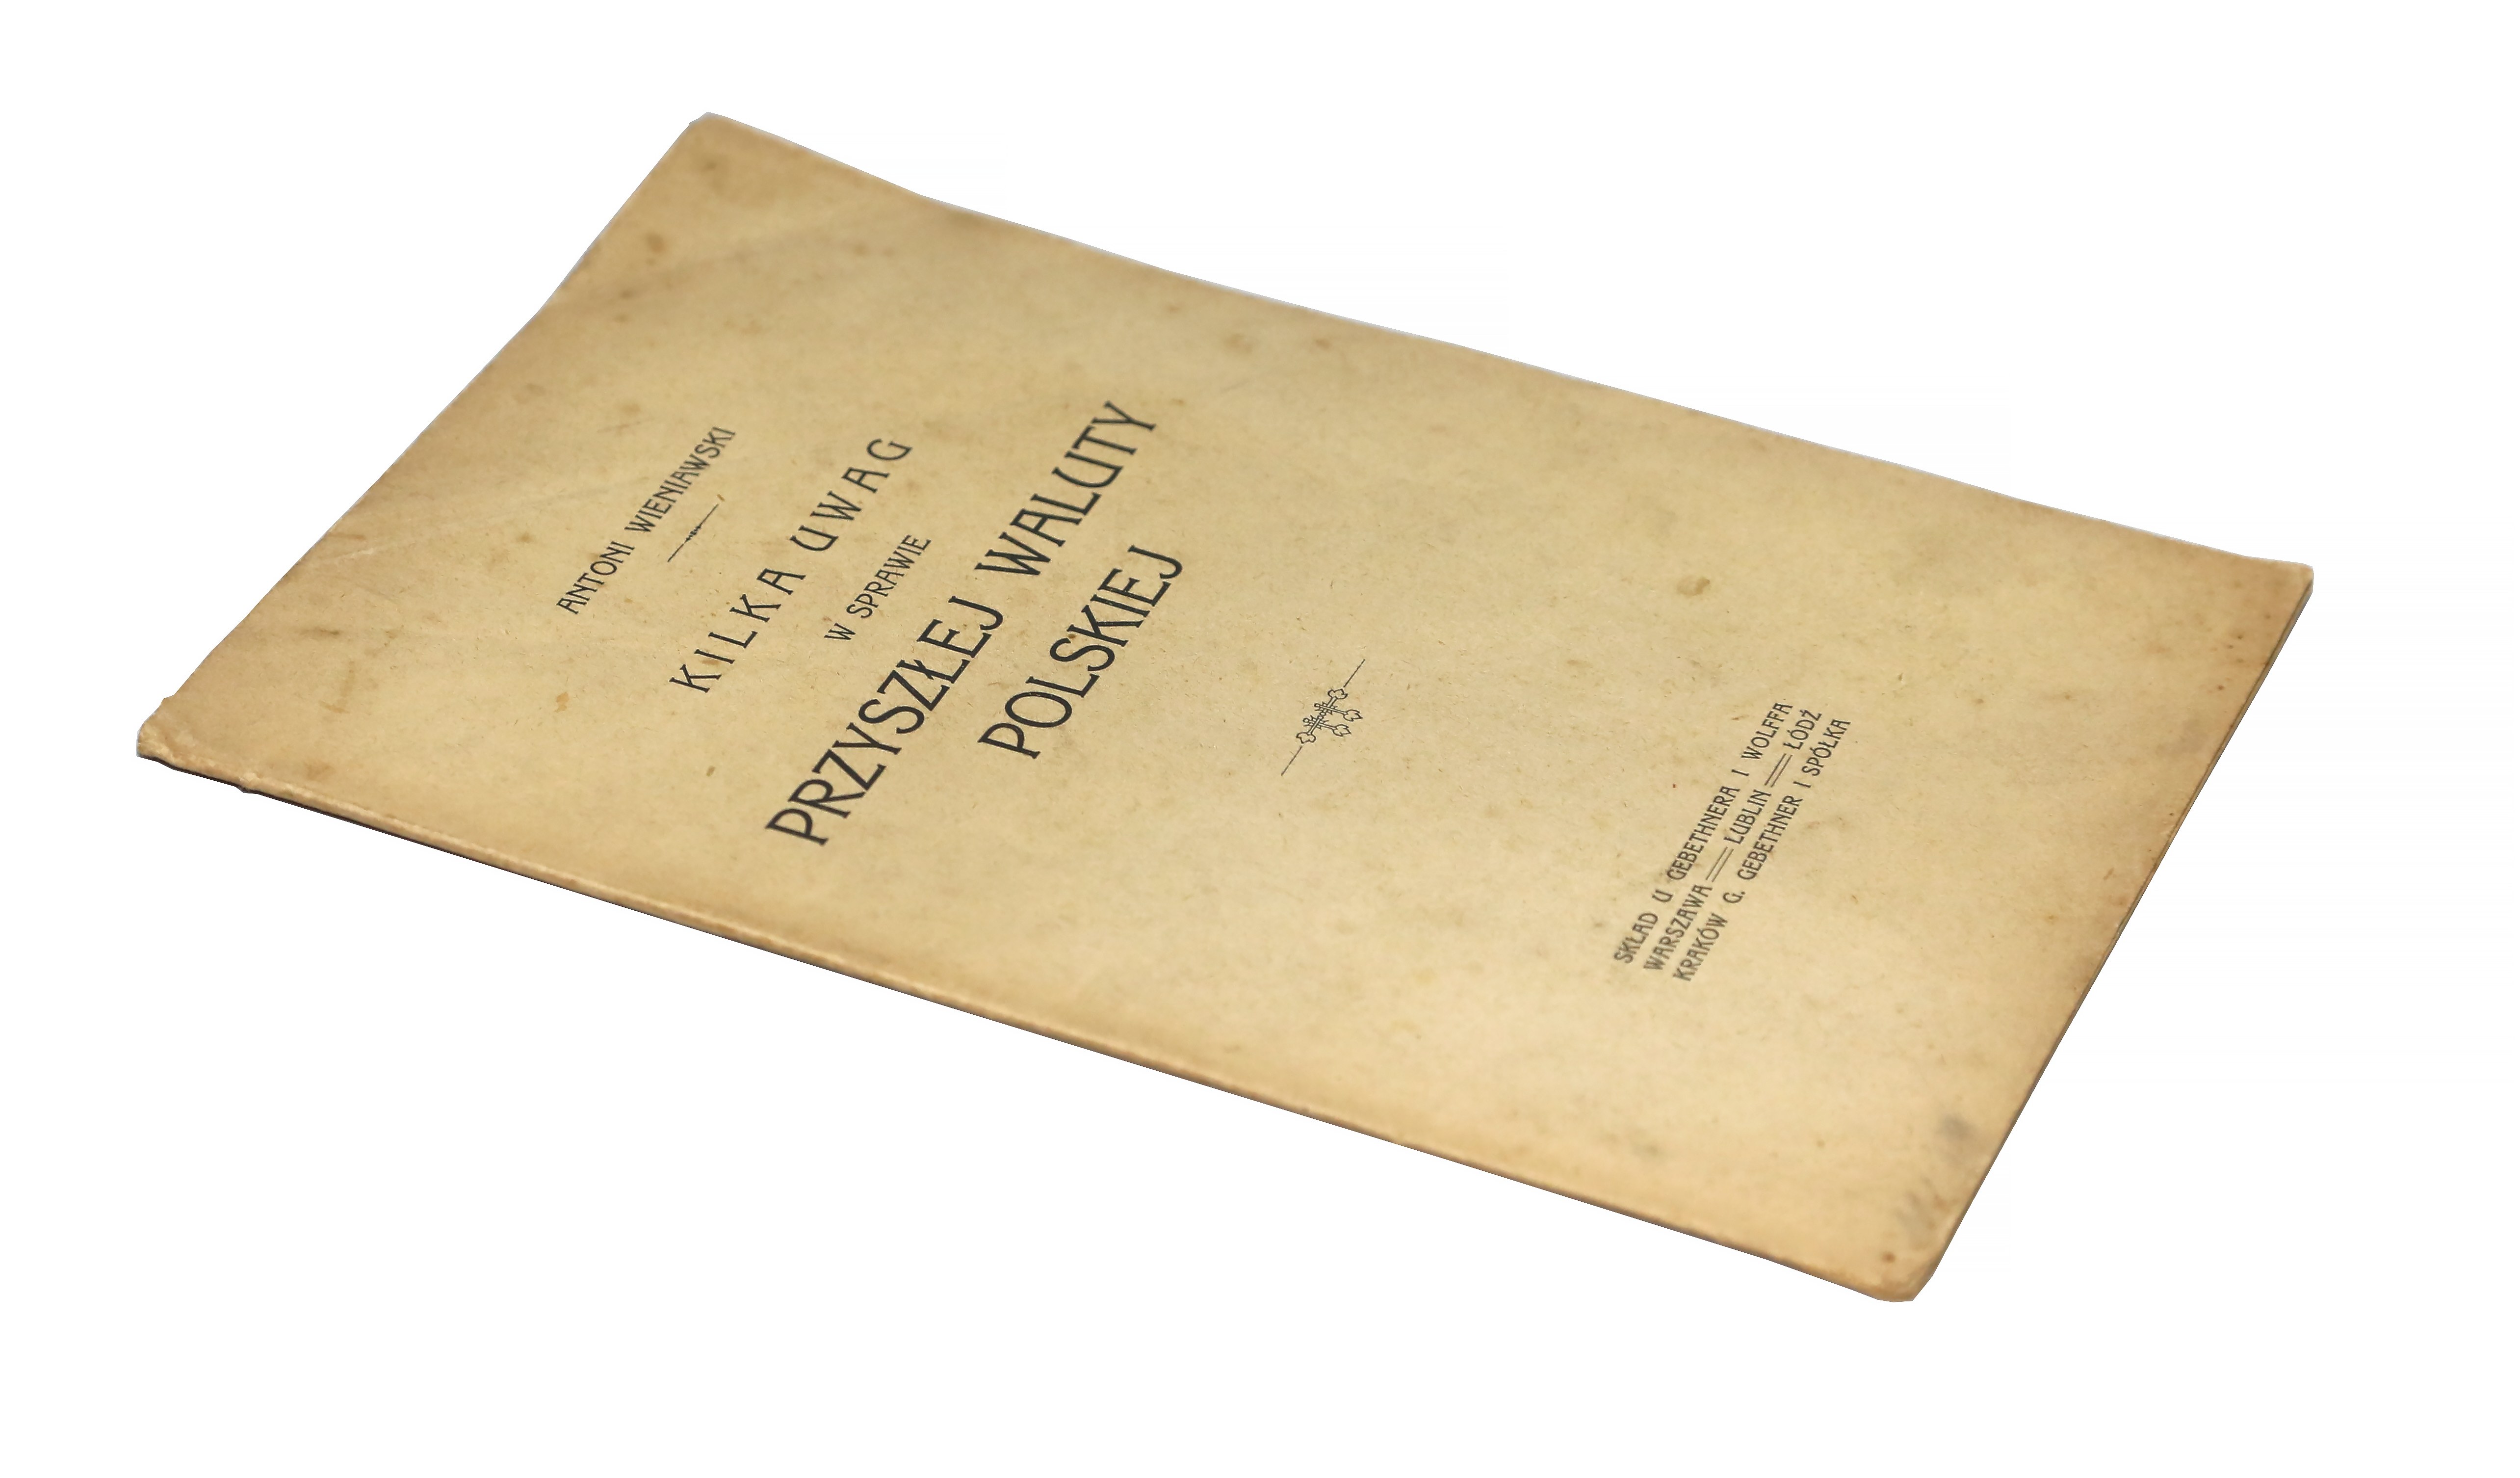 ANTONI WIENIAWSKI
KILKA UWAG
W SPRAWIE
PRZYSZŁEJ WALUTY
POLSKIEJ
SKŁAD U GEBETHNERA I WOLFFA
WARSZAWA == LUBLIN == ŁÓDŹ
KRAKÓW G. GEBETHNER I SPÓŁKA